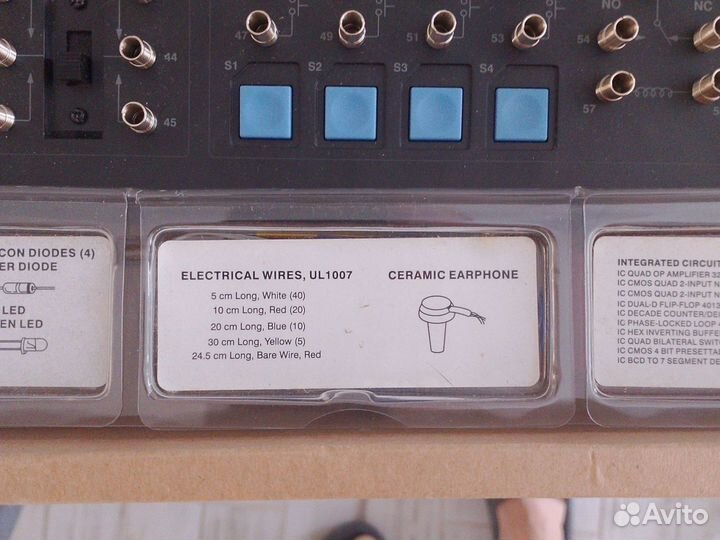 47
49
51
53
54
NO
NC
44
S1
S2
S3
S4
45
57
CON DIODES (4)
ER DIODE
LED
EN LED
ELECTRICAL WIRES, UL1007
5 cm Long, White (40)
10 cm Long, Red (20)
20 cm Long, Blue (10)
30 cm Long, Yellow (5)
24.5 cm Long, Bare Wire, Red
CERAMIC EARPHONE
INTEGRATED CIRCUIT
IC QUAD OP AMPLIFIER 32
IC CMOS QUAD 2-INPUT N
IC CMOS QUAD 2-INPUT N
IC DUAL-D FLIP-FLOP 4013
IC DECADE COUNTER/DE
IC PHASE-LOCKED LOOP
IC HEX INVERTING BUFFE
IC QUAD BILATERAL SWIT
IC CMOS 4 BIT PRESETTA
IC BCD TO 7 SEGMENT DE
Avito